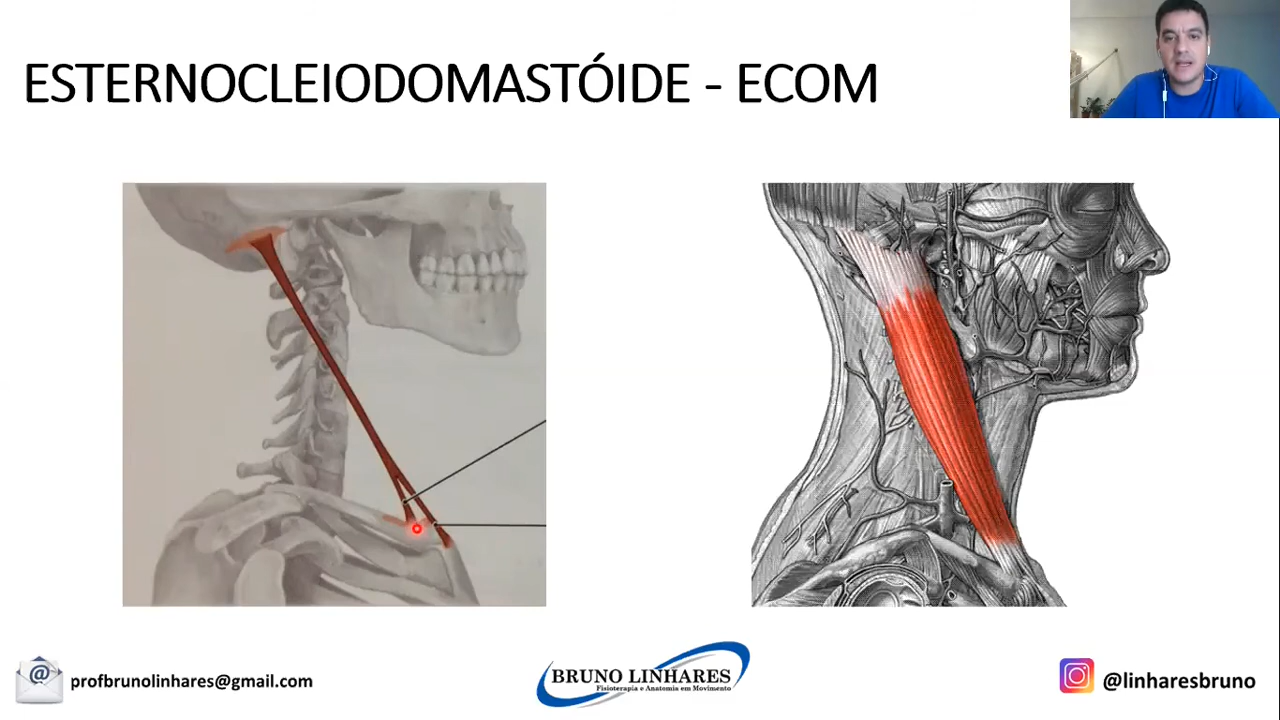 ESTERNOCLEIODOMASTÓIDE - ECOM
profbrunolinhares@gmail.com
BRUNO LINHARES
Fisioterapia e Anatomia em Movimento
@linharesbruno